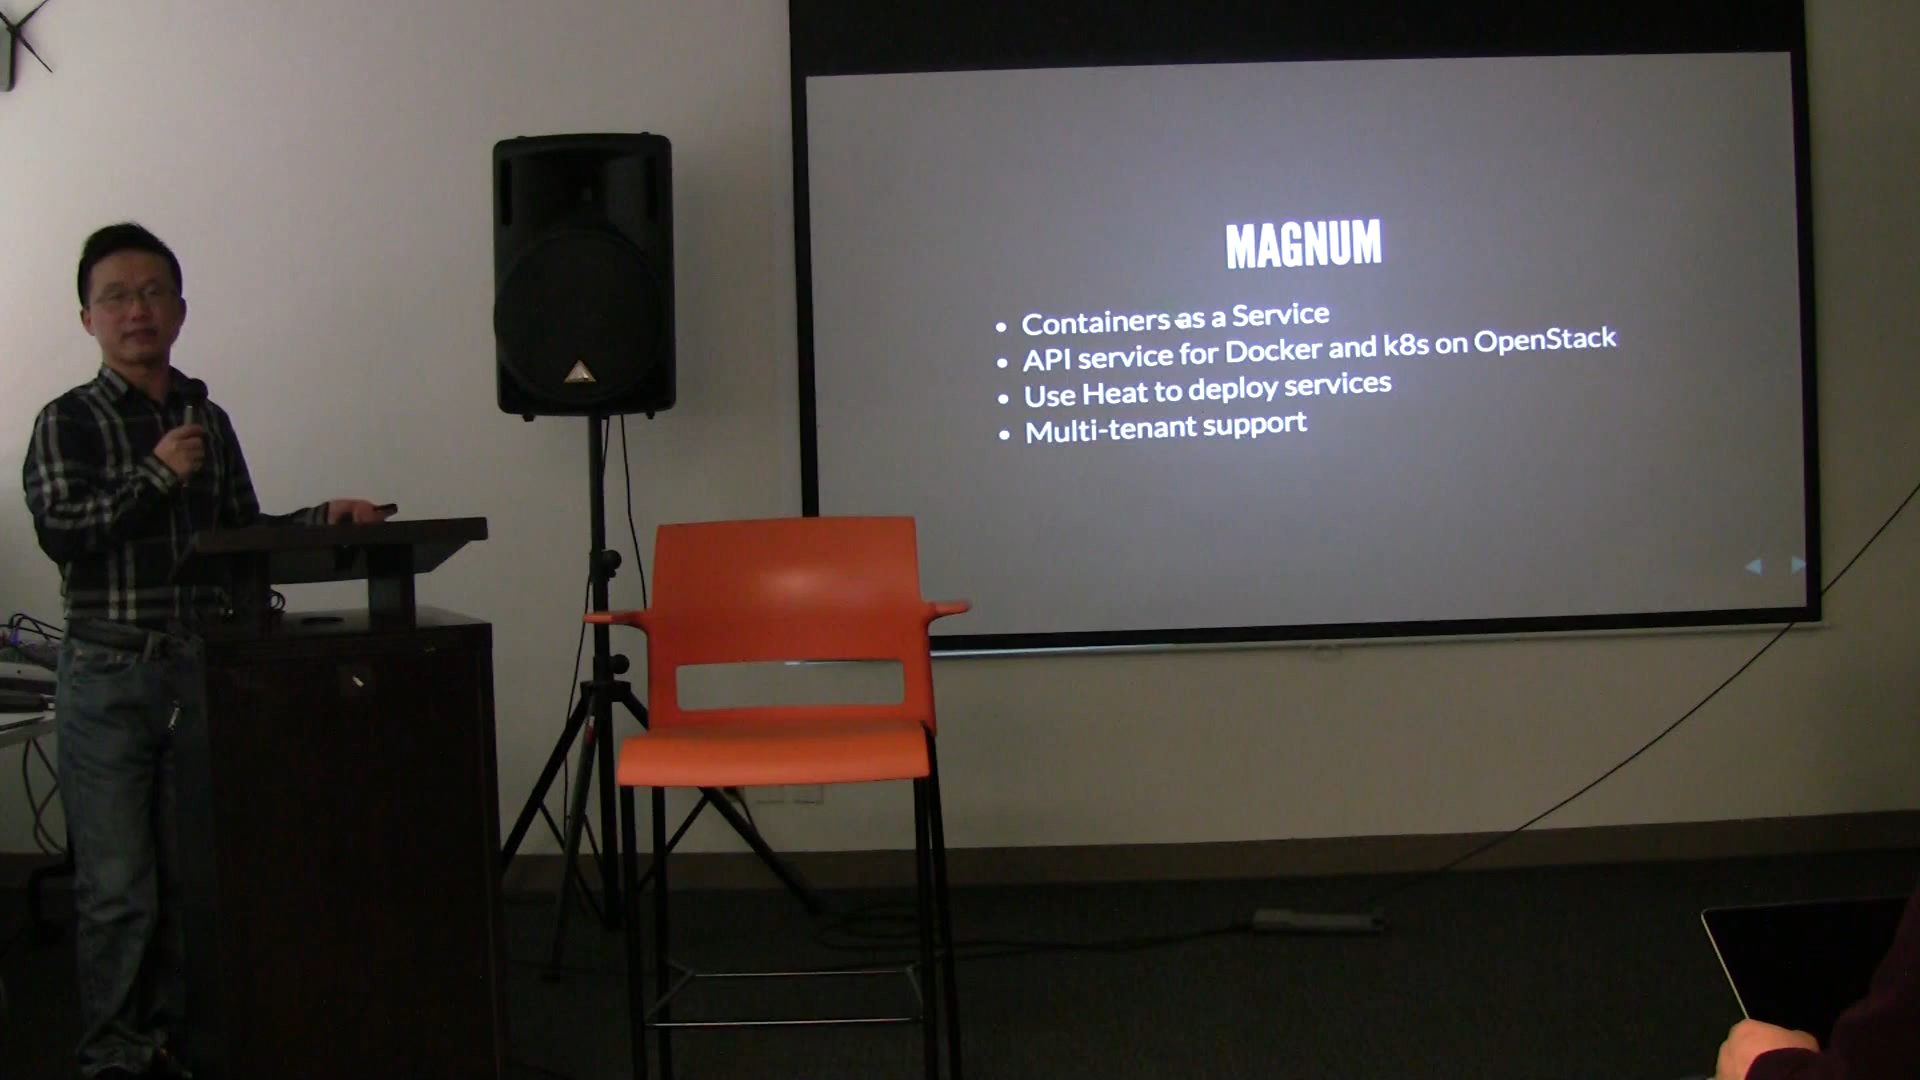 MAGNUM
• Containers as a Service
• API service for Docker and k8s on OpenStack
• Use Heat to deploy services
• Multi-tenant support